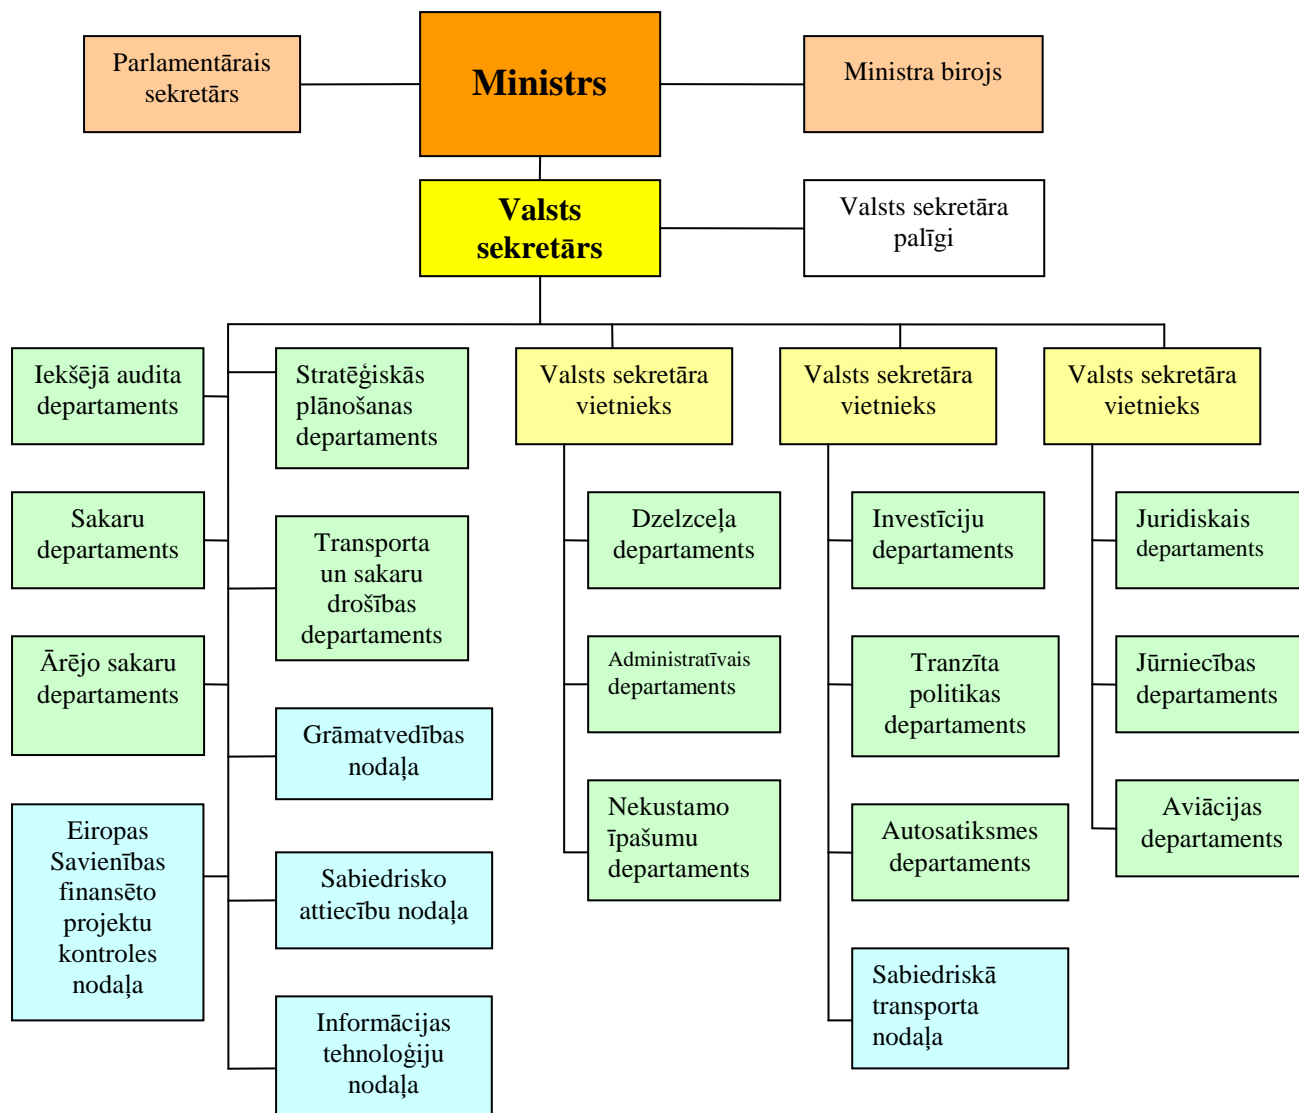 Parlamentārais
sekretārs
Ministrs
Ministra birojs
Valsts
sekretārs
Valsts sekretāra
palīgi
Iekšējā audita
departaments
Stratēģiskās
plānošanas
departaments
Valsts sekretāra
vietnieks
Valsts sekretāra
vietnieks
Valsts sekretāra
vietnieks
Sakaru
departaments
Transporta
un sakaru
drošības
departaments
Dzelzceļa
departaments
Investīciju
departaments
Juridiskais
departaments
Ārējo sakaru
departaments
Administratīvais
departaments
Tranzīta
politikas
departaments
Jūrniecības
departaments
Grāmatvedības
nodaļa
Nekustamo
īpašumu
departaments
Autosatiksmes
departaments
Aviācijas
departaments
Eiropas
Savienības
finansēto
projektu
kontroles
nodaļa
Sabiedrisko
attiecību nodaļa
Sabiedriskā
transporta
nodaļa
Informācijas
tehnoloģiju
nodaļa